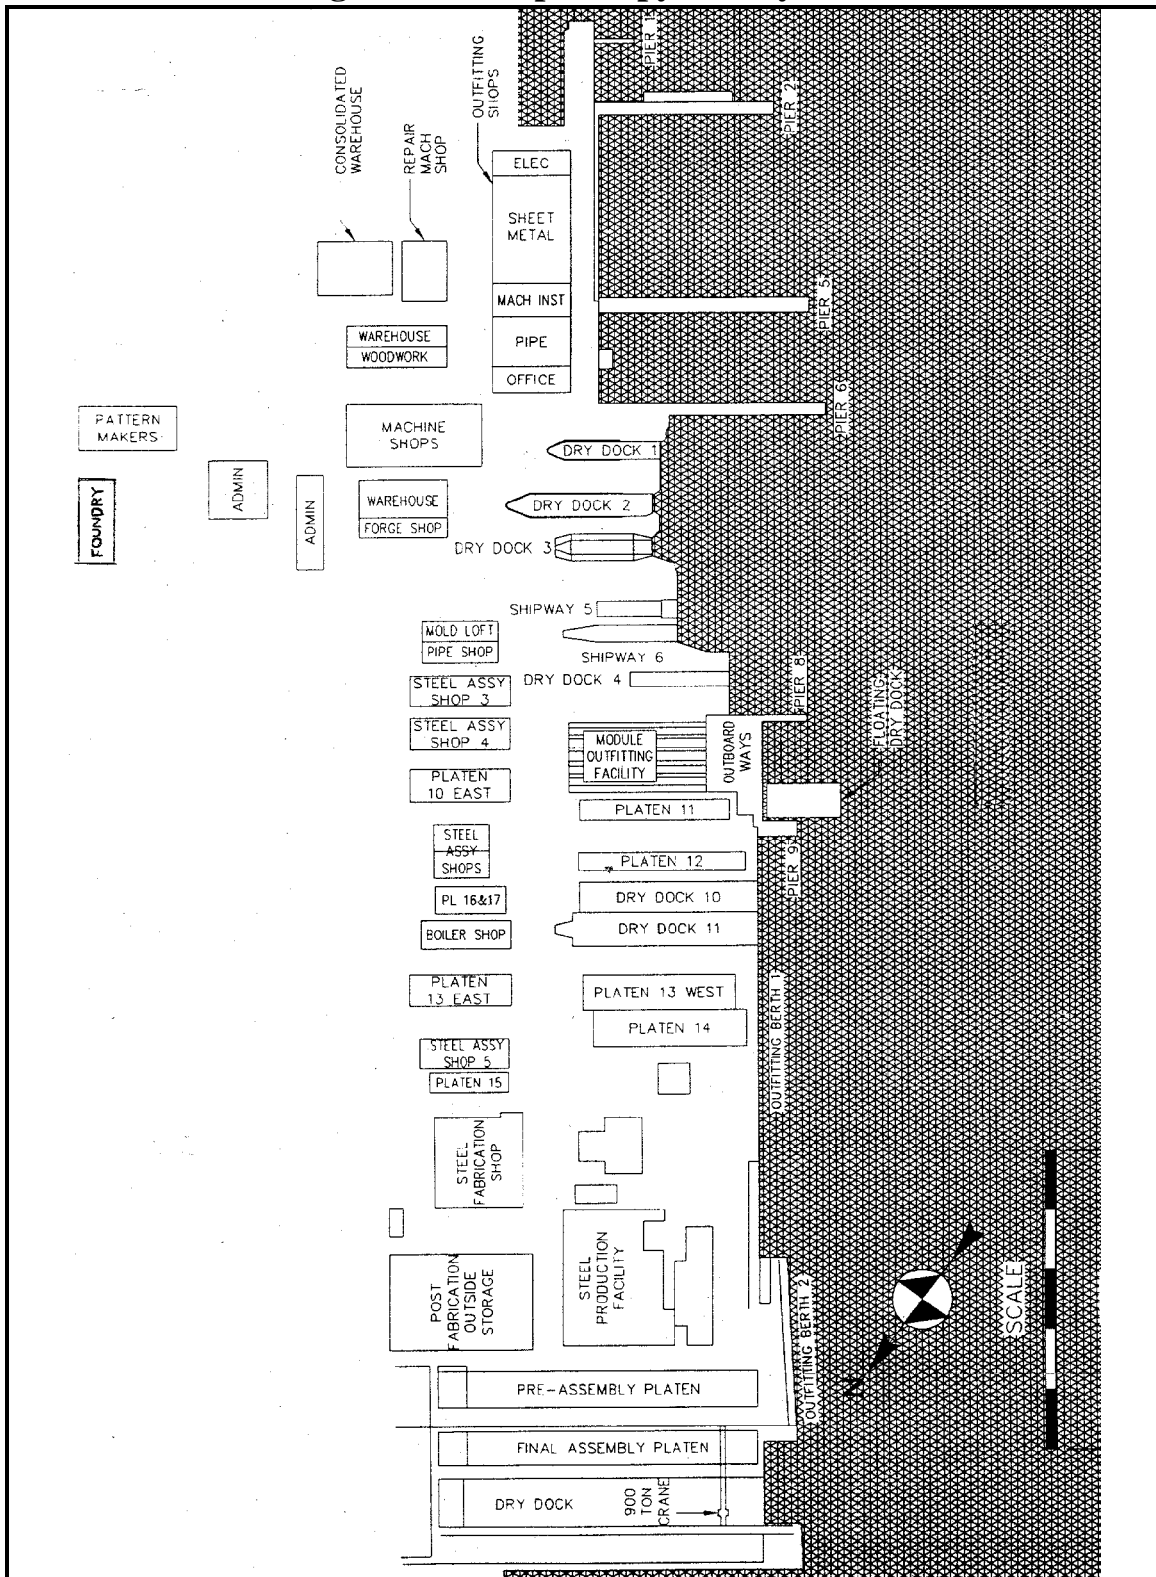 PIER 1
OUTFITTING
SHOPS
CONSOLIDATED
WAREHOUSE
REPAIR
MACH
SHOP
PIER 2
ELEC
SHEET
METAL
MACH INST
PIER 5
WAREHOUSE
WOODWORK
PIPE
OFFICE
PIER 6
PATTERN
MAKERS
MACHINE
SHOPS
DRY DOCK 1
ADMIN
FOUNDRY
ADMIN
WAREHOUSE
FORGE SHOP
DRY DOCK 2
DRY DOCK 3
SHIPWAY 5
MOLD LOFT
PIPE SHOP
SHIPWAY 6
DRY DOCK 4
STEEL ASSY
SHOP 3
PIER 8
FLOATING
DRY DOCK
STEEL ASSY
SHOP 4
MODULE
OUTFITTING
FACILITY
OUTBOARD
WAYS
PLATEN
10 EAST
PLATEN 11
STEEL
ASSY
SHOPS
PLATEN 12
PIER 9
PL 16&17
DRY DOCK 10
BOILER SHOP
DRY DOCK 11
PLATEN
13 EAST
PLATEN 13 WEST
OUTFITTING BERTH 1
PLATEN 14
STEEL ASSY
SHOP 5
PLATEN 15
STEEL
FABRICATION
SHOP
POST
FABRICATION
OUTSIDE
STORAGE
STEEL
PRODUCTION
FACILITY
SCALE
N
OUTFITTING BERTH 2
PRE-ASSEMBLY PLATEN
FINAL ASSEMBLY PLATEN
DRY DOCK
900
TON
CRANE